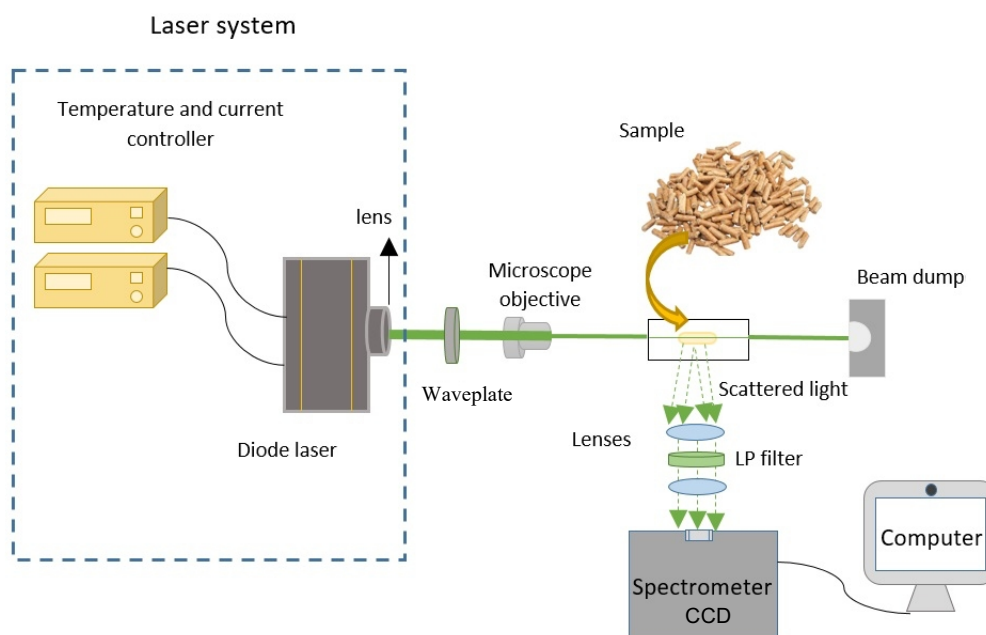 Laser system
Temperature and current
controller
lens
Diode laser
Waveplate
Microscope
objective
Sample
Beam dump
Scattered light
Lenses
LP filter
Spectrometer
CCD
Computer